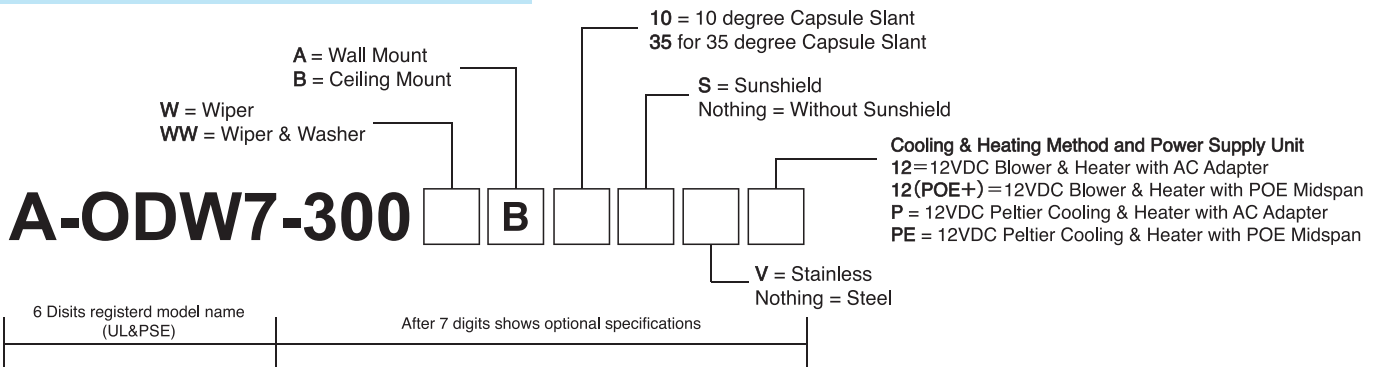 10 = 10 degree Capsule Slant
35 for 35 degree Capsule Slant
A = Wall Mount
B = Ceiling Mount
S = Sunshield
Nothing = Without Sunshield
W = Wiper
WW = Wiper & Washer
Cooling & Heating Method and Power Supply Unit
12=12VDC Blower & Heater with AC Adapter
12(POE+)=12VDC Blower & Heater with POE Midspan
P = 12VDC Peltier Cooling & Heater with AC Adapter
PE = 12VDC Peltier Cooling & Heater with POE Midspan
A-ODW7-300 B
V = Stainless
Nothing = Steel
6 Disits registerd model name
(UL&PSE)
After 7 digits shows optional specifications